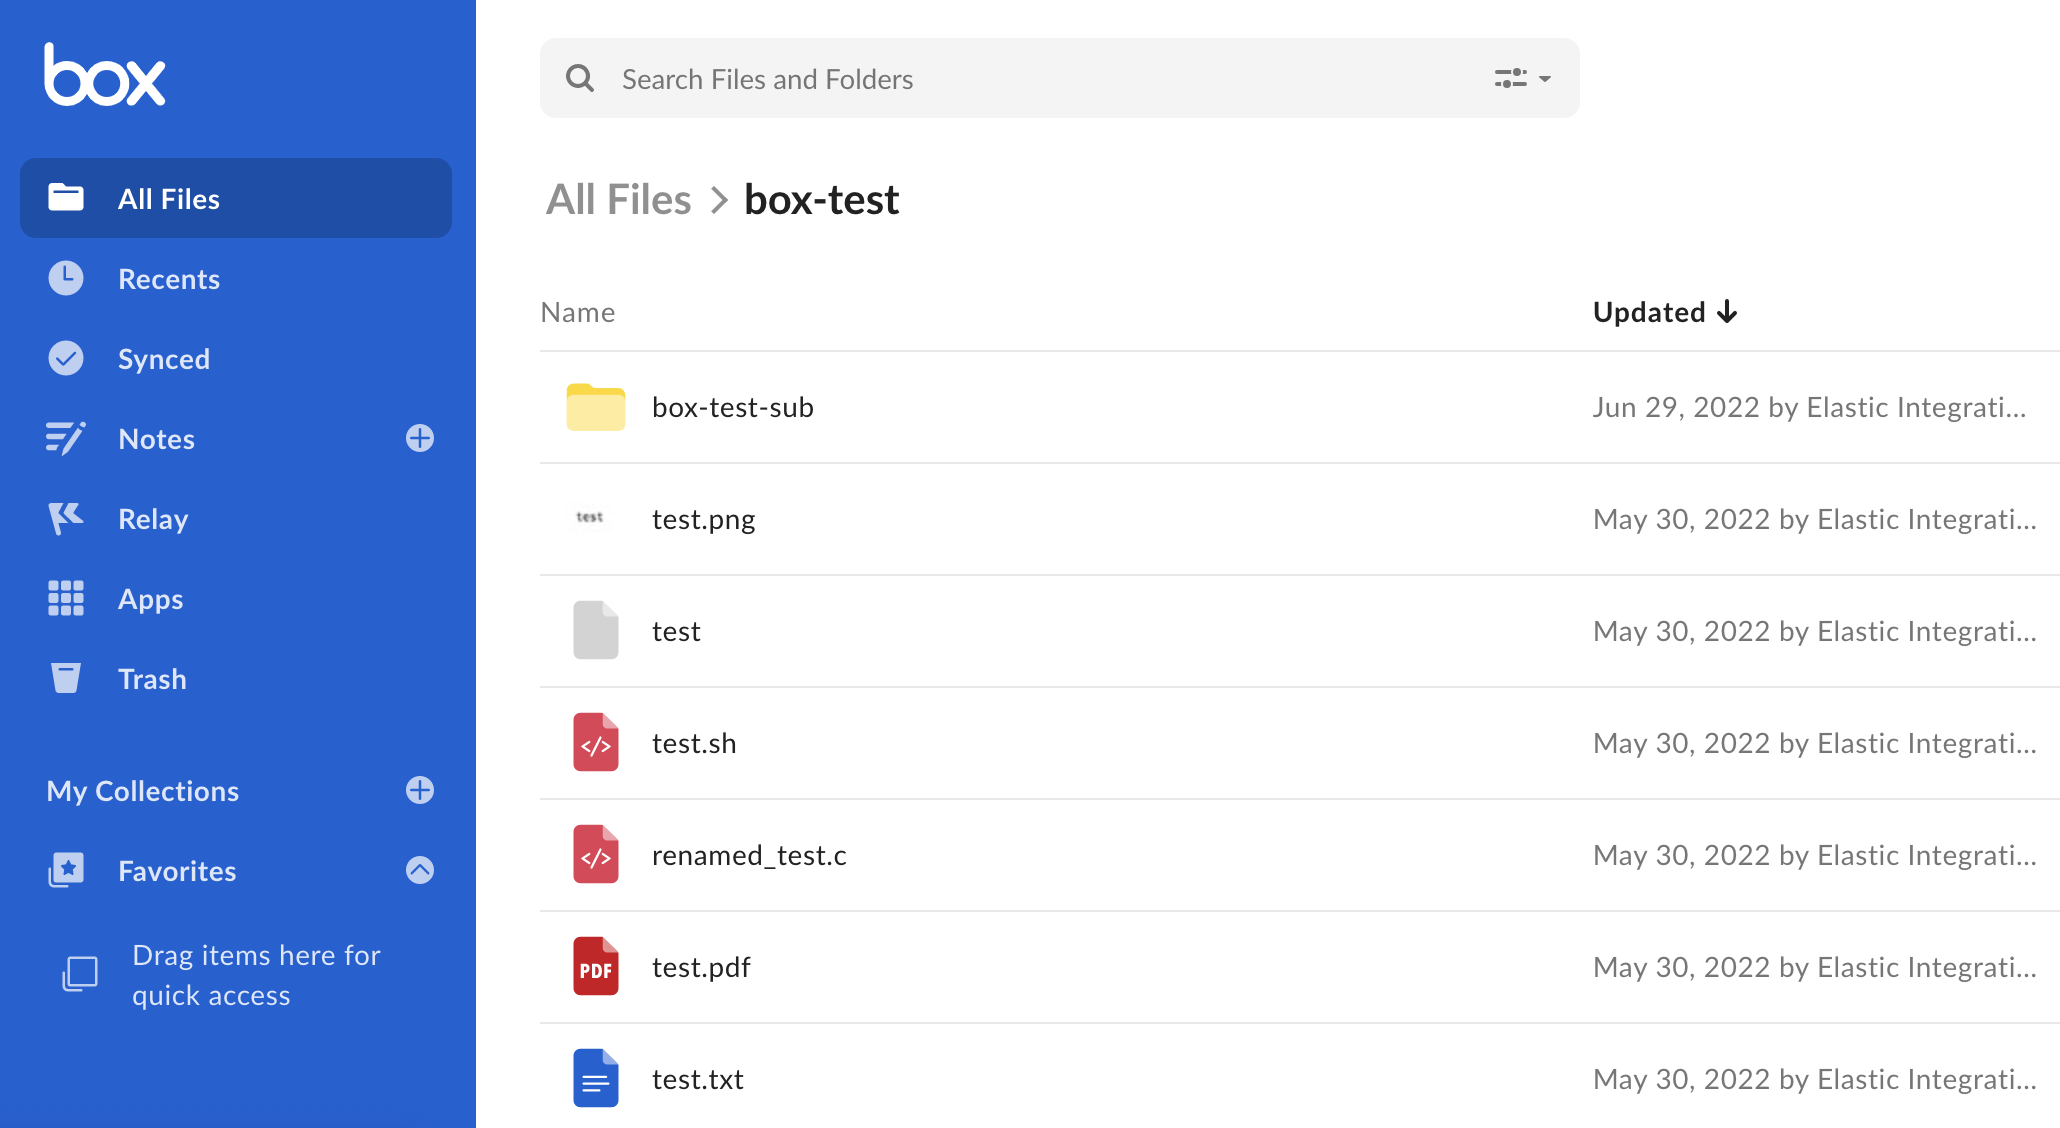 box
All Files
Recents
Synced
Notes
Relay
Apps
Trash
My Collections
Favorites
Drag items here for
quick access
Search Files and Folders
All Files > box-test
Name Updated
box-test-sub Jun 29, 2022 by Elastic Integrati...
test test.png May 30, 2022 by Elastic Integrati...
test May 30, 2022 by Elastic Integrati...
</> test.sh May 30, 2022 by Elastic Integrati...
</> renamed_test.c May 30, 2022 by Elastic Integrati...
PDF test.pdf May 30, 2022 by Elastic Integrati...
test.txt May 30, 2022 by Elastic Integrati...